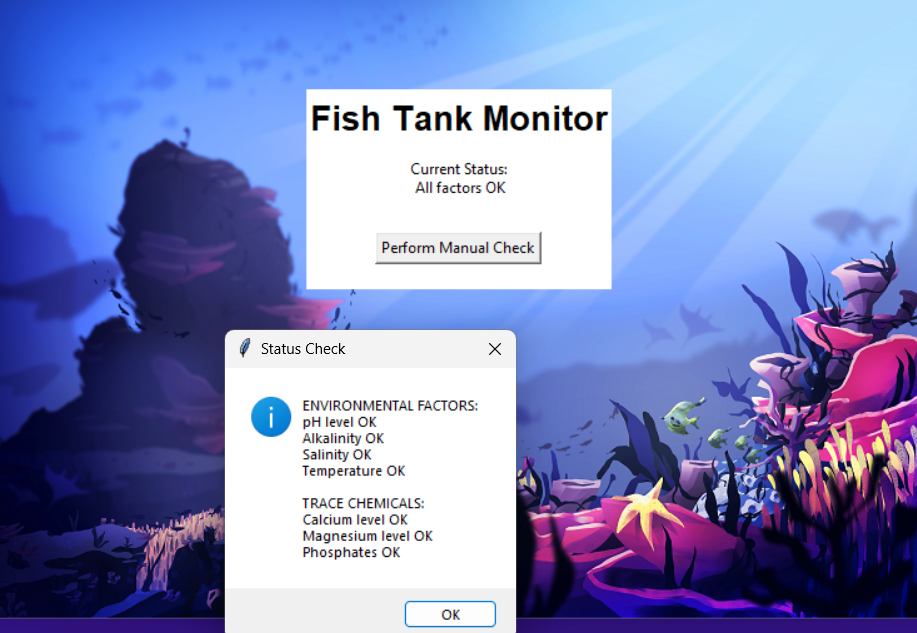 Fish Tank Monitor
Current Status:
All factors OK
Perform Manual Check
Status Check
ENVIRONMENTAL FACTORS:
pH level OK
Alkalinity OK
Salinity OK
Temperature OK
TRACE CHEMICALS:
Calcium level OK
Magnesium level OK
Phosphates OK
OK